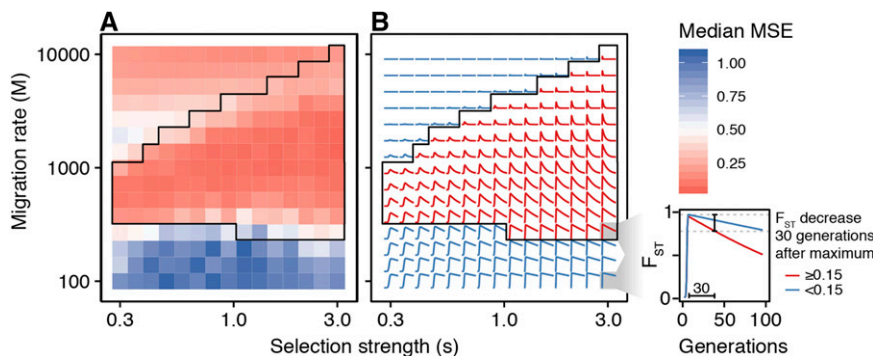 A
B
Median MSE
1.00
0.75
0.50
0.25
Migration rate (M)
10000
1000
100
0.3
1.0
3.0
0.3
1.0
3.0
Selection strength (s)
1
0
FST
30
0
50
100
Generations
FST decrease
30 generations
after maximum
≥0.15
<0.15